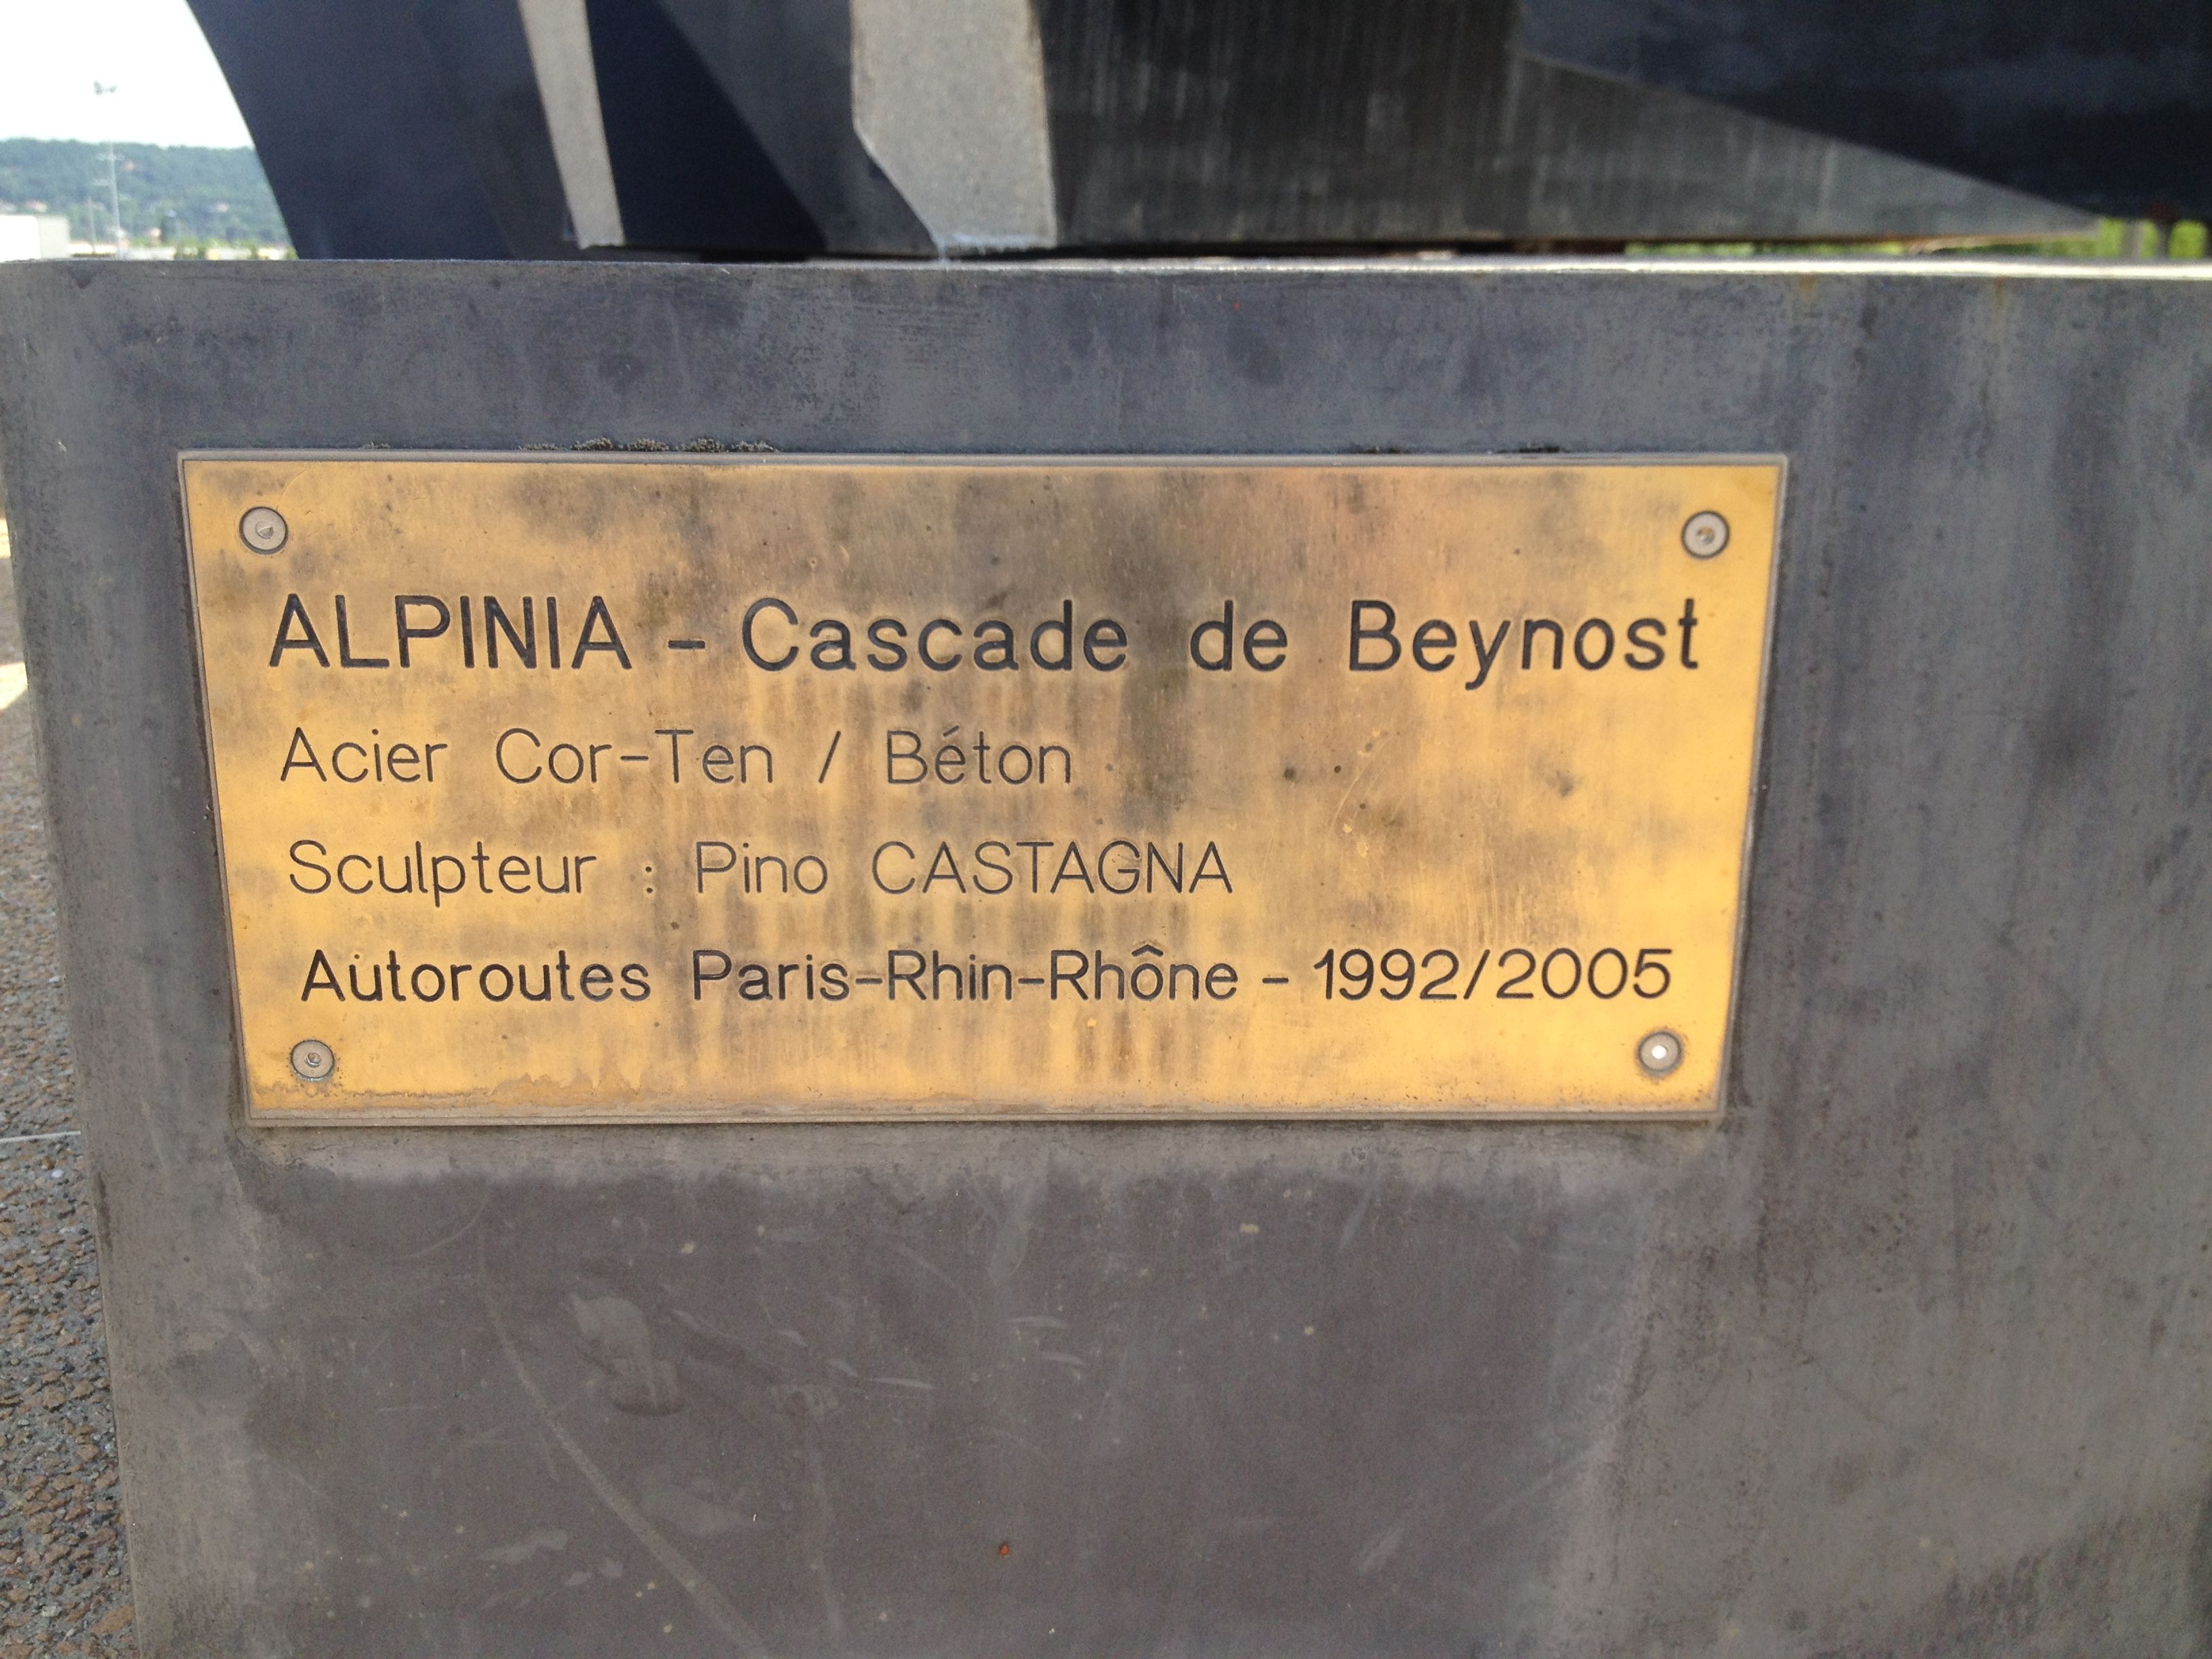 ALPINIA - Cascade de Beynost
Acier Cor-Ten / Béton
Sculpteur : Pino CASTAGNA
Autoroutes Paris-Rhin-Rhône - 1992/2005